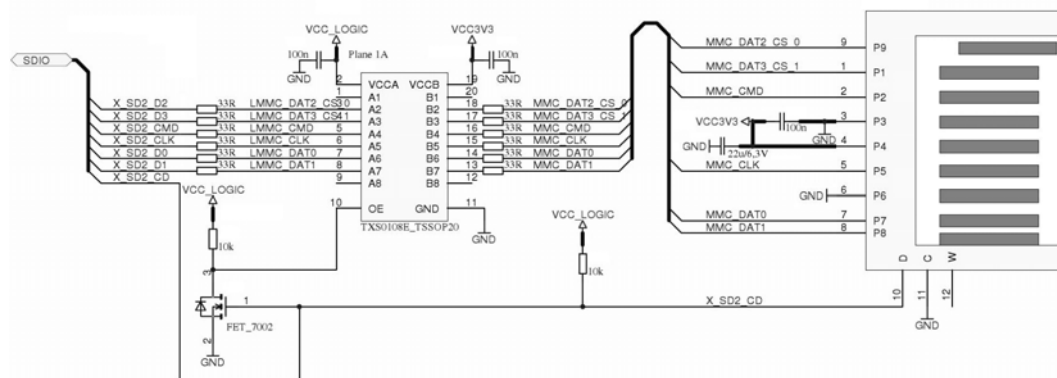 VCC_LOGIC VCC3V3
100n Plane 1A 100n
SDIO
GND GND
2 VCCA VCCB 19
1 A1 B1 20
X_SD2_D2 33R LMMC_DAT2_CS_0 3 A2 B2 18 33R MMC_DAT2_CS_0
X_SD2_D3 33R LMMC_DAT3_CS_1 4 A3 B3 17 33R MMC_DAT3_CS_1
X_SD2_CMD 33R LMMC_CMD 5 A4 B4 16 33R MMC_CMD
X_SD2_CLK 33R LMMC_CLK 6 A5 B5 15 33R MMC_CLK
X_SD2_D0 33R LMMC_DAT0 7 A6 B6 14 33R MMC_DAT0
X_SD2_D1 33R LMMC_DAT1 8 A7 B7 13 33R MMC_DAT1
X_SD2_CD 9 A8 B8 12
VCC_LOGIC
10 OE GND 11
TXS0108E_TSSOP20
GND
10k
3
1
FET_7002
2
GND
VCC_LOGIC
10k
X_SD2_CD
MMC_DAT2_CS_0 9 P9
MMC_DAT3_CS_1 1 P1
MMC_CMD 2 P2
VCC3V3 100n GND 3 P3
GND 22u/6,3V 4 P4
MMC_CLK 5 P5
GND 6 P6
MMC_DAT0 7 P7
MMC_DAT1 8 P8
D C W
10 11 12
GND